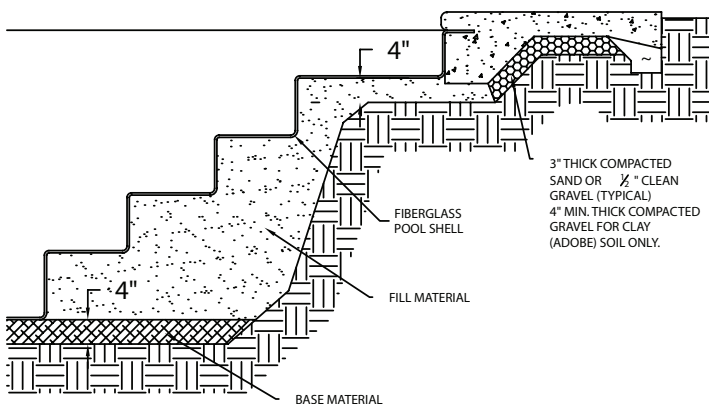 4"
3" THICK COMPACTED
SAND OR ½ " CLEAN
GRAVEL (TYPICAL)
4" MIN. THICK COMPACTED
GRAVEL FOR CLAY
(ADOBE) SOIL ONLY.
FIBERGLASS
POOL SHELL
4"
FILL MATERIAL
BASE MATERIAL